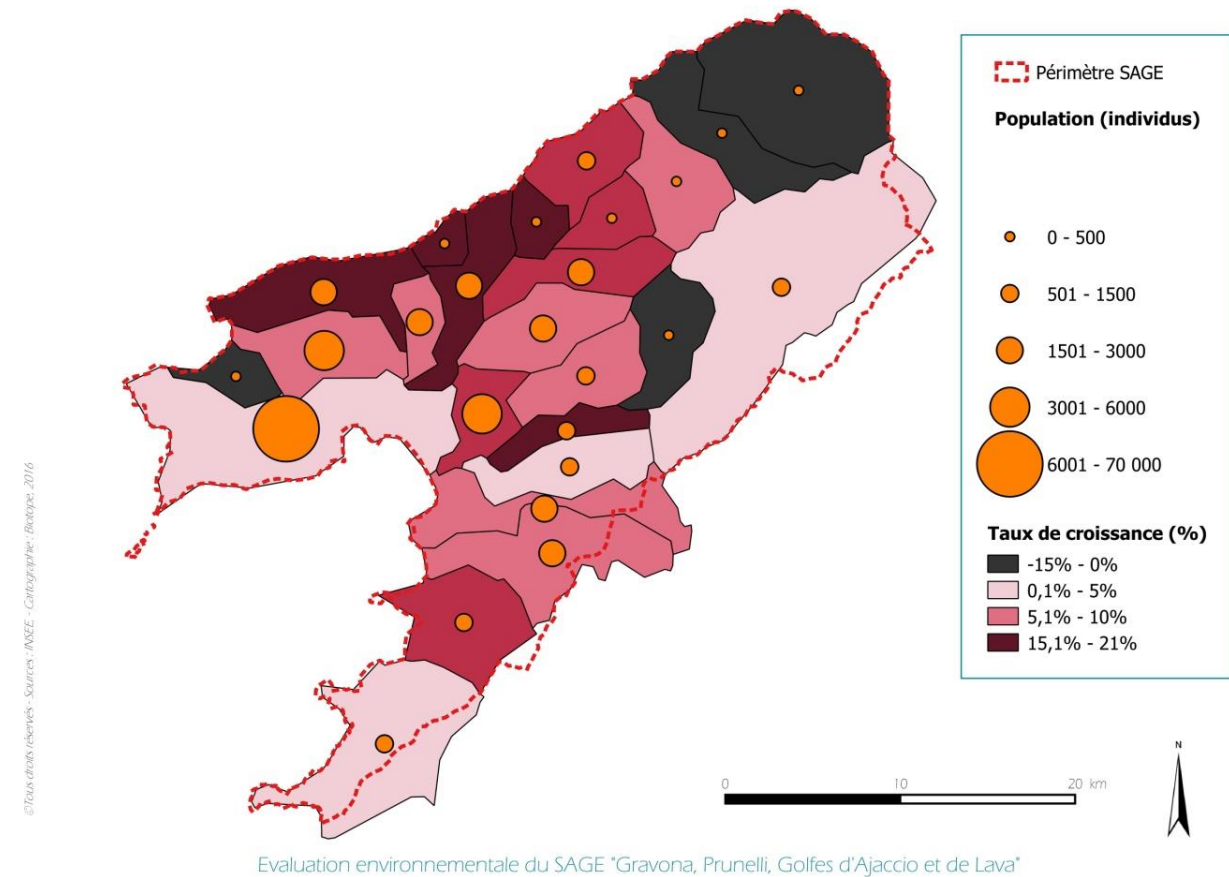 Périmètre SAGE
Population (individus)
0 - 500
501 - 1500
1501 - 3000
3001 - 6000
6001 - 70 000
Taux de croissance (%)
-15% - 0%
0,1% - 5%
5,1% - 10%
15,1% - 21%
N
0 10 20 km
©Tous droits réservés - Sources : INSEE - Cartographie : Biotope, 2016
Evaluation environnementale du SAGE "Gravona, Prunelli, Golfes d'Ajaccio et de Lava"